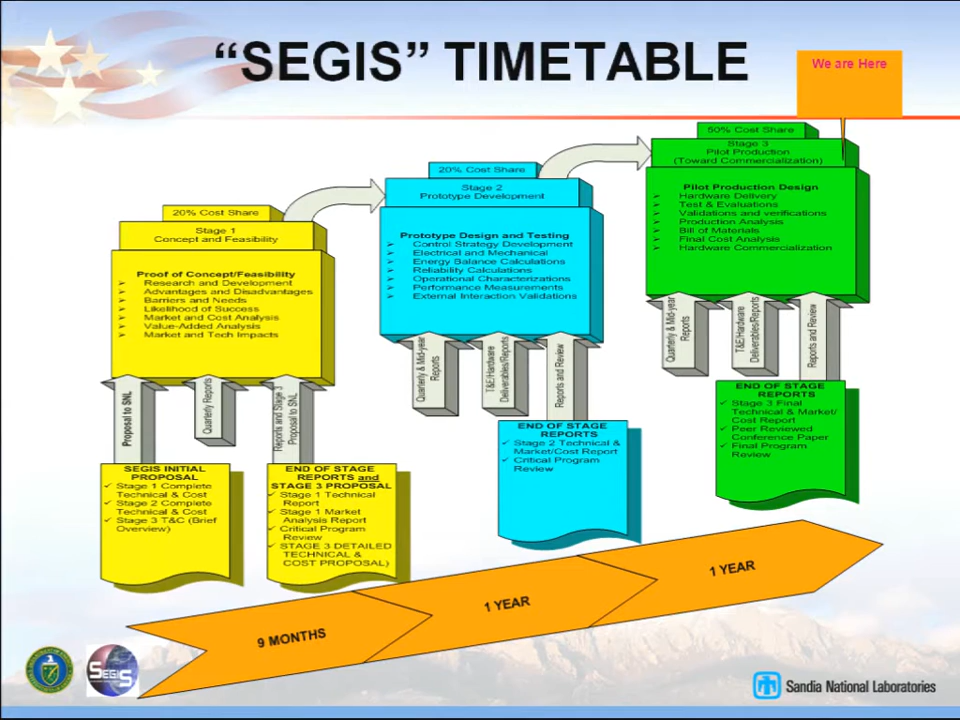 “SEGIS” TIMETABLE
We are Here
20% Cost Share
Stage 1
Concept and Feasibility
Proof of Concept/Feasibility
Research and Development
Advantages and Disadvantages
Barriers and Needs
Likelihood of Success
Market and Cost Analysis
Value-Added Analysis
Market and Tech Impacts
20% Cost Share
Stage 2
Prototype Development
Prototype Design and Testing
Control Strategy Development
Electrical and Mechanical
Energy Balance Calculations
Reliability Calculations
Operational Characterizations
Performance Measurements
External Interaction Validations
50% Cost Share
Stage 3
Pilot Production
(Toward Commercialization)
Pilot Production Design
Hardware Delivery
Test & Evaluations
Validations and verifications
Production Analysis
Bill of Materials
Final Cost Analysis
Hardware Commercialization
Proposal to SNL
Quarterly Reports
Reports and Stage 3
Proposal to SNL
Quarterly & Mid-year
Reports
T&E/Hardware
Deliverables/Reports
Reports and Review
Quarterly & Mid-year
Reports
T&E/Hardware
Deliverables/Reports
Reports and Review
SEGIS INITIAL
PROPOSAL
✓ Stage 1 Complete
Technical & Cost
✓ Stage 2 Complete
Technical & Cost
✓ Stage 3 T&C (Brief
Overview)
END OF STAGE
REPORTS and
STAGE 3 PROPOSAL
✓ Stage 1 Technical
Report
✓ Stage 1 Market
Analysis Report
✓ Critical Program
Review
✓ STAGE 3 DETAILED
TECHNICAL &
COST PROPOSAL)
END OF STAGE
REPORTS
✓ Stage 2 Technical &
Market/Cost Report
✓ Critical Program
Review
END OF STAGE
REPORTS
✓ Stage 3 Final
Technical & Market/
Cost Report
✓ Peer Reviewed
Conference Paper
✓ Final Program
Review
9 MONTHS
1 YEAR
1 YEAR
SEGIS
Sandia National Laboratories